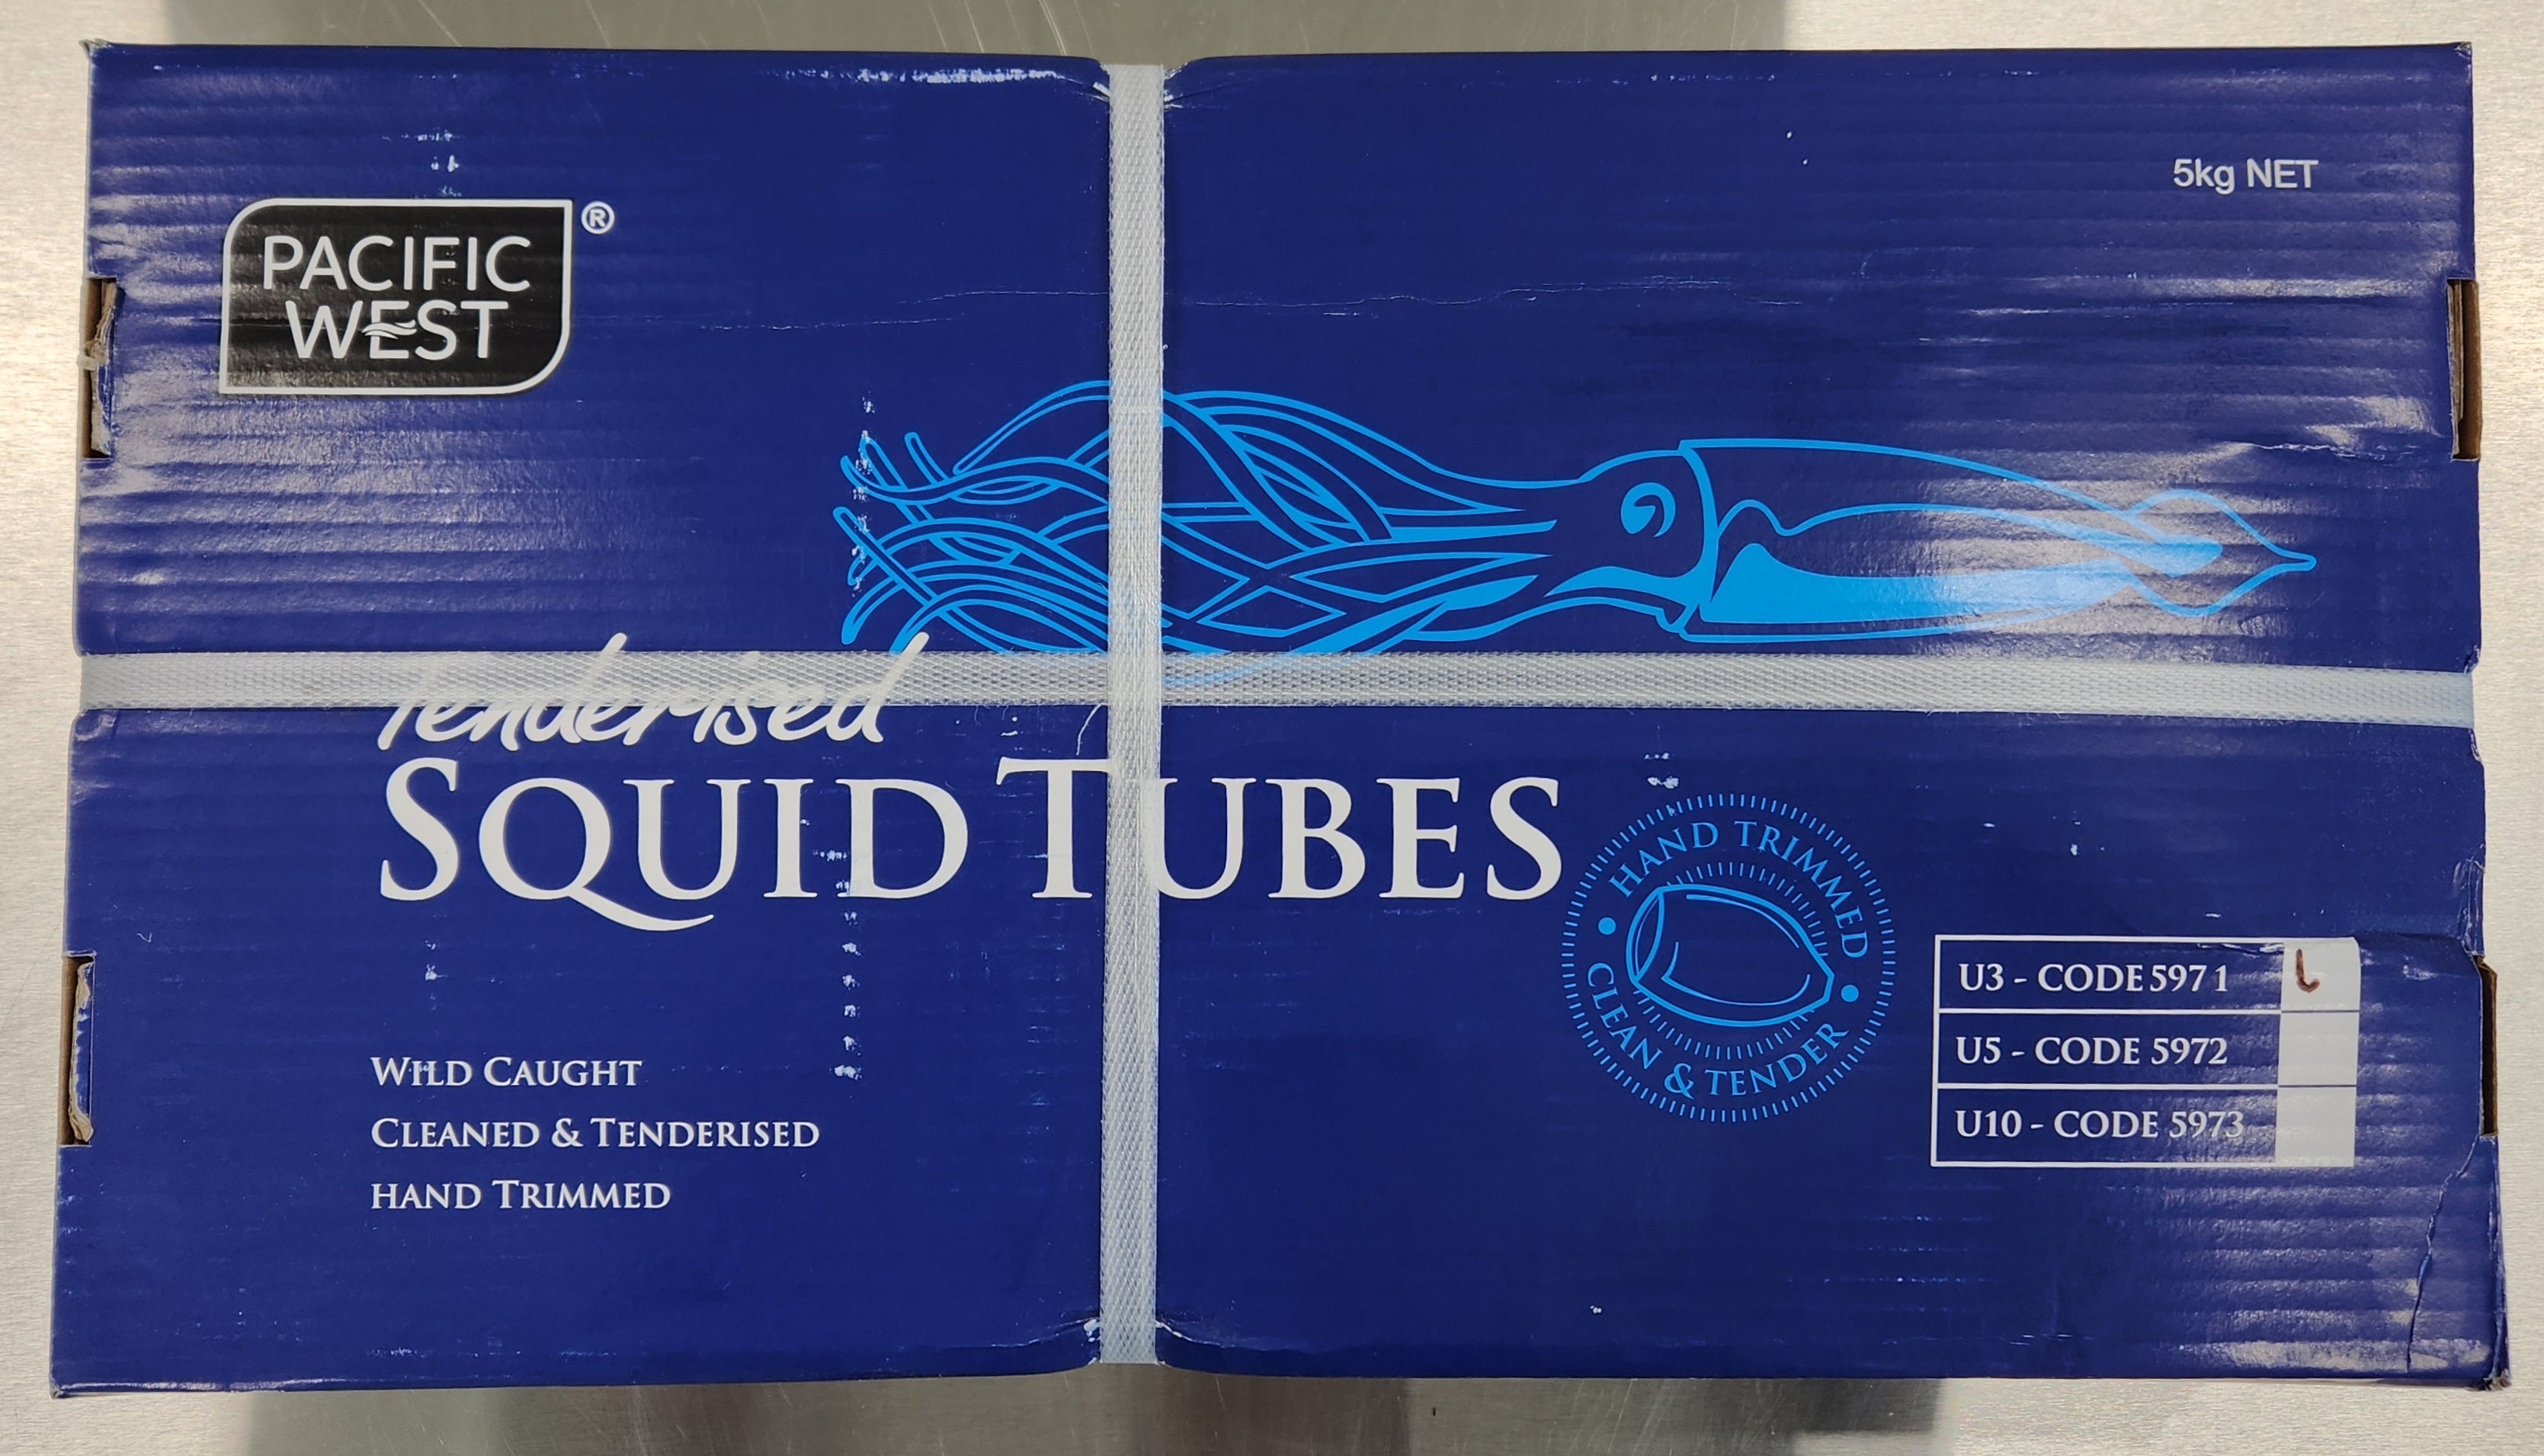 5kg NET
PACIFIC
WEST
®
Tenderised
SQUID TUBES
HAND TRIMMED
CLEAN & TENDER
U3 - CODE 5971
U5 - CODE 5972
U10 - CODE 5973
WILD CAUGHT
CLEANED & TENDERISED
HAND TRIMMED